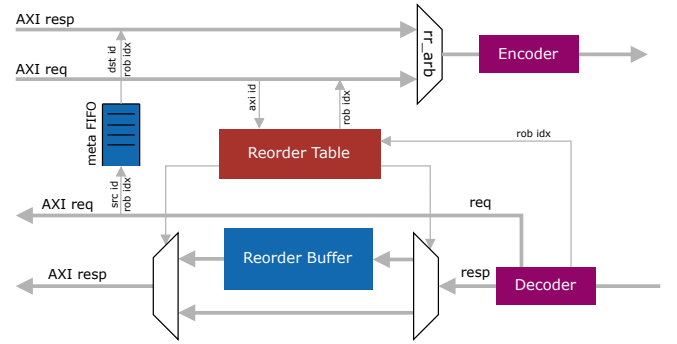 AXI resp
dst id
rob idx
rr_arb
Encoder
AXI req
meta FIFO
axi id
rob idx
Reorder Table
rob idx
src id
rob idx
AXI req
req
Reorder Buffer
AXI resp
resp
Decoder